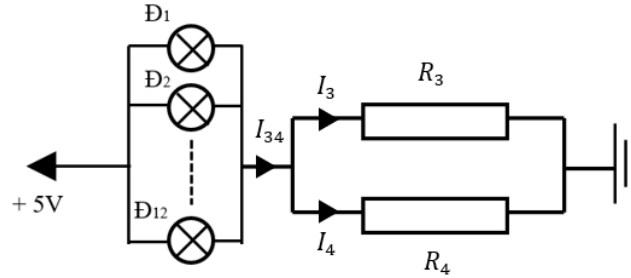 Đ₁
Đ₂
Đ₁₂
+ 5V
I₃₄
I₃
R₃
I₄
R₄